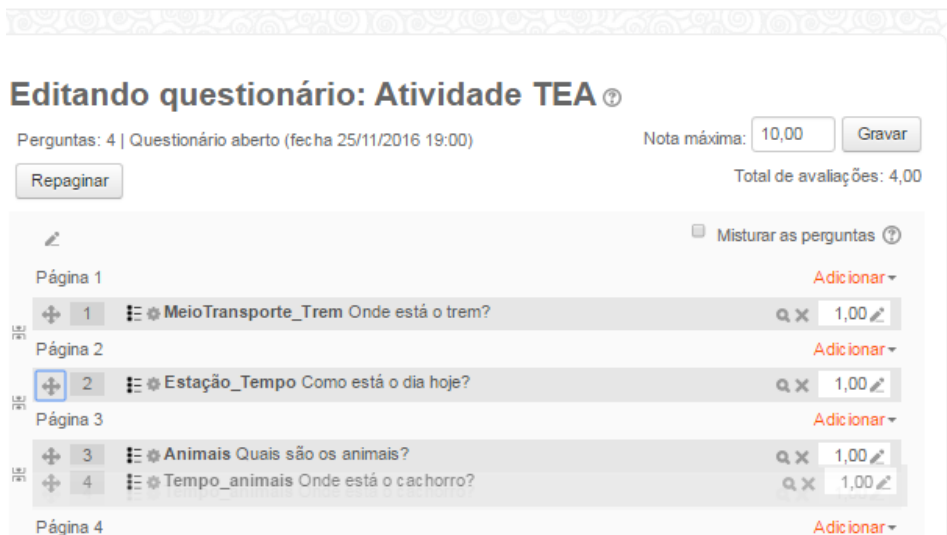 Editando questionário: Atividade TEA
Perguntas: 4 | Questionário aberto (fecha 25/11/2016 19:00)
Nota máxima: 10,00 Gravar
Repaginar
Total de avaliações: 4,00
Misturar as perguntas
Página 1 Adicionar
1 MeioTransporte_Trem Onde está o trem? 1,00
Página 2 Adicionar
2 Estação_Tempo Como está o dia hoje? 1,00
Página 3 Adicionar
3 Animais Quais são os animais? 1,00
4 Tempo_animais Onde está o cachorro? 1,00
Página 4 Adicionar